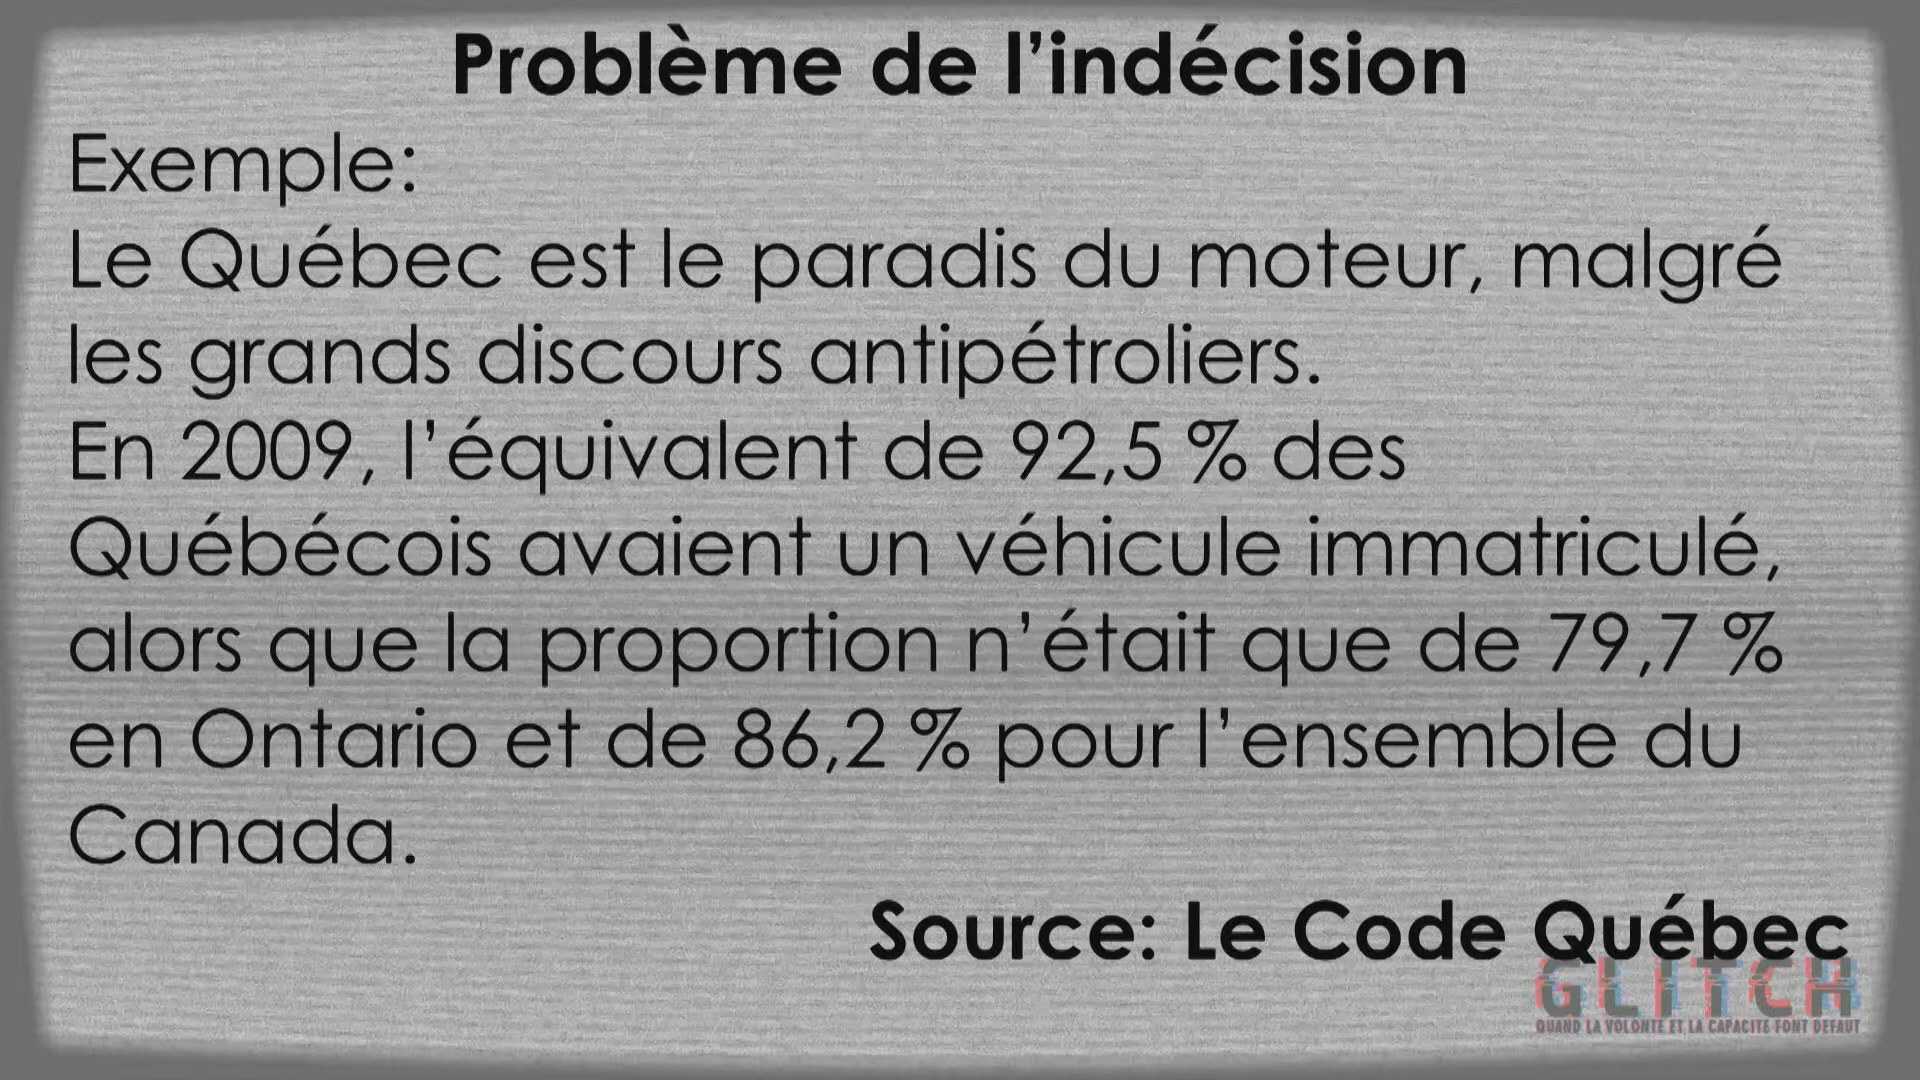 Problème de l’indécision
Exemple:
Le Québec est le paradis du moteur, malgré
les grands discours antipétroliers.
En 2009, l’équivalent de 92,5 % des
Québécois avaient un véhicule immatriculé,
alors que la proportion n’était que de 79,7 %
en Ontario et de 86,2 % pour l’ensemble du
Canada.
Source: Le Code Québec
GLITCH
QUAND LA VOLONTE ET LA CAPACITE FONT DEFAUT